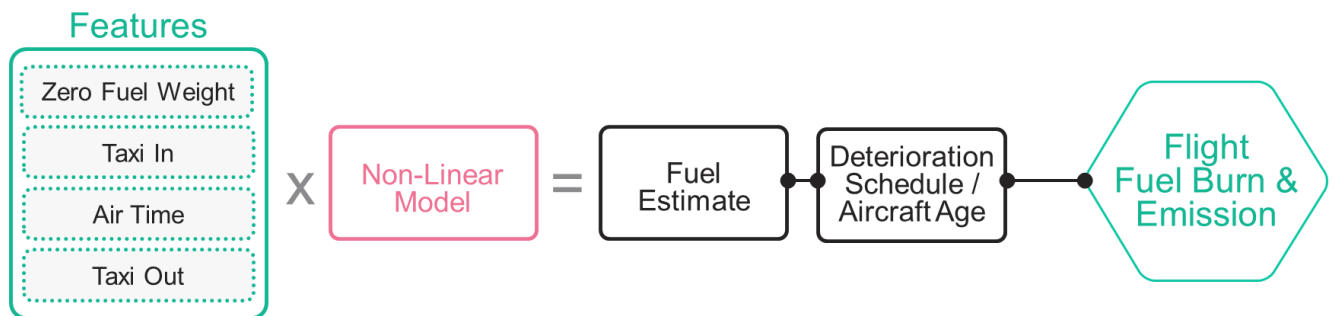 Features
Zero Fuel Weight
Taxi In
Air Time
Taxi Out
x
Non-Linear
Model
=
Fuel
Estimate
Deterioration
Schedule /
Aircraft Age
Flight
Fuel Burn &
Emission